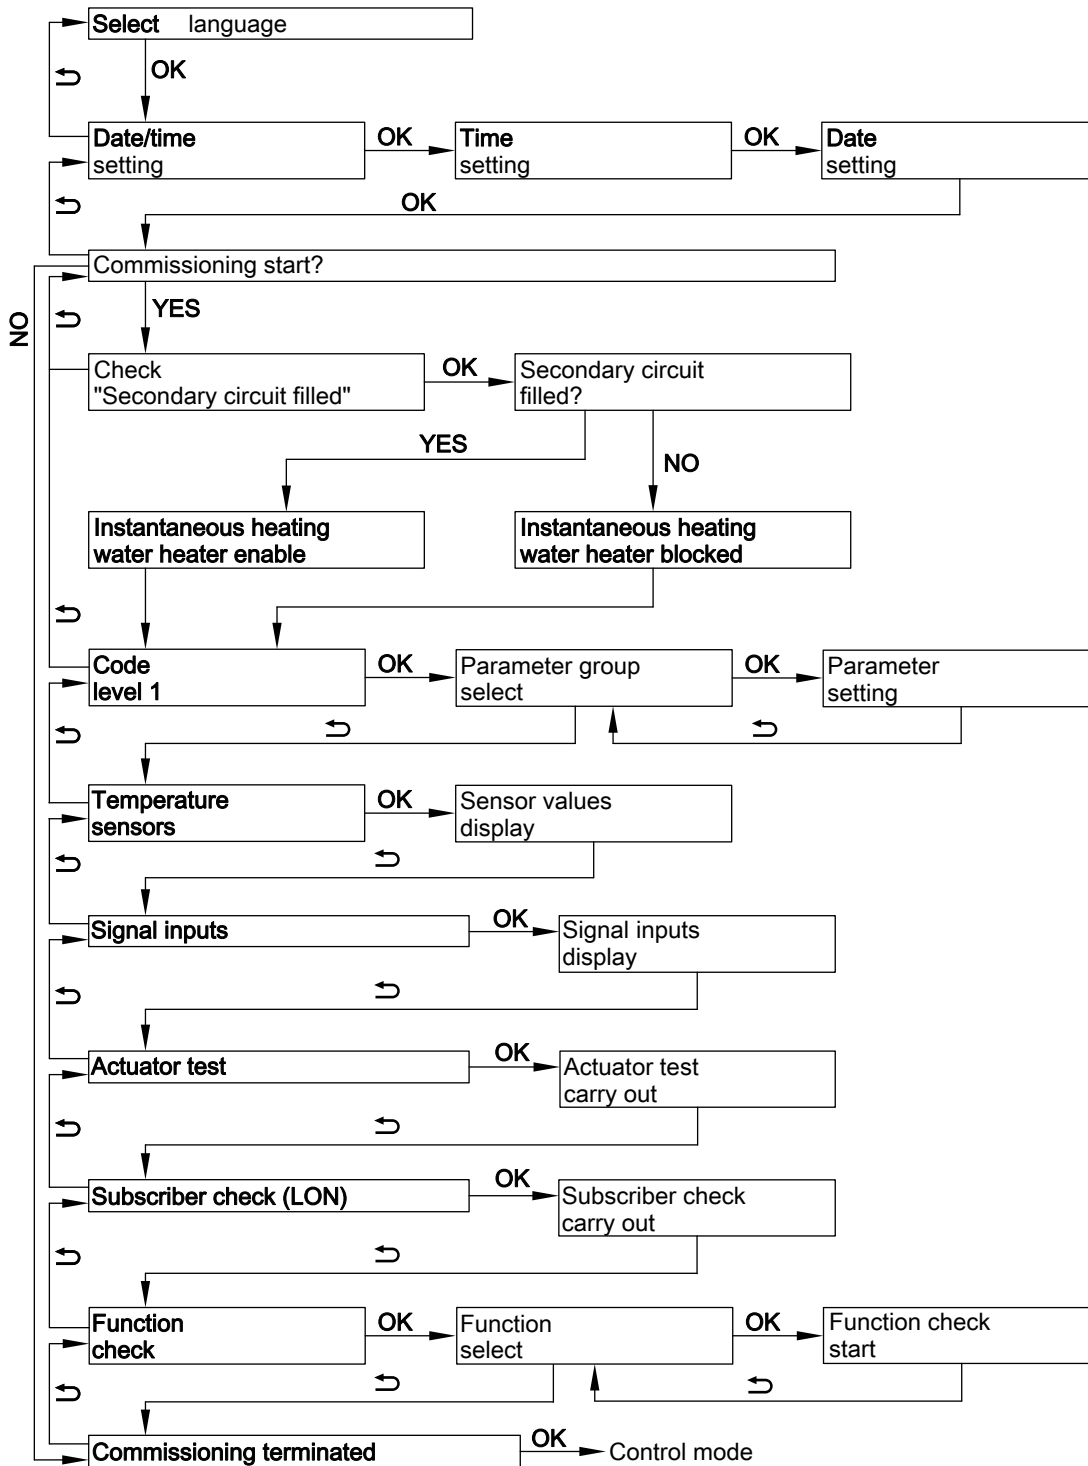 Select language
OK
Date/time
setting
OK
Time
setting
OK
Date
setting
OK
Commissioning start?
NO
YES
Check
"Secondary circuit filled"
OK
Secondary circuit
filled?
YES
NO
Instantaneous heating
water heater enable
Instantaneous heating
water heater blocked
Code
level 1
OK
Parameter group
select
OK
Parameter
setting
Temperature
sensors
OK
Sensor values
display
Signal inputs
OK
Signal inputs
display
Actuator test
OK
Actuator test
carry out
Subscriber check (LON)
OK
Subscriber check
carry out
Function
check
OK
Function
select
OK
Function check
start
Commissioning terminated
OK
Control mode